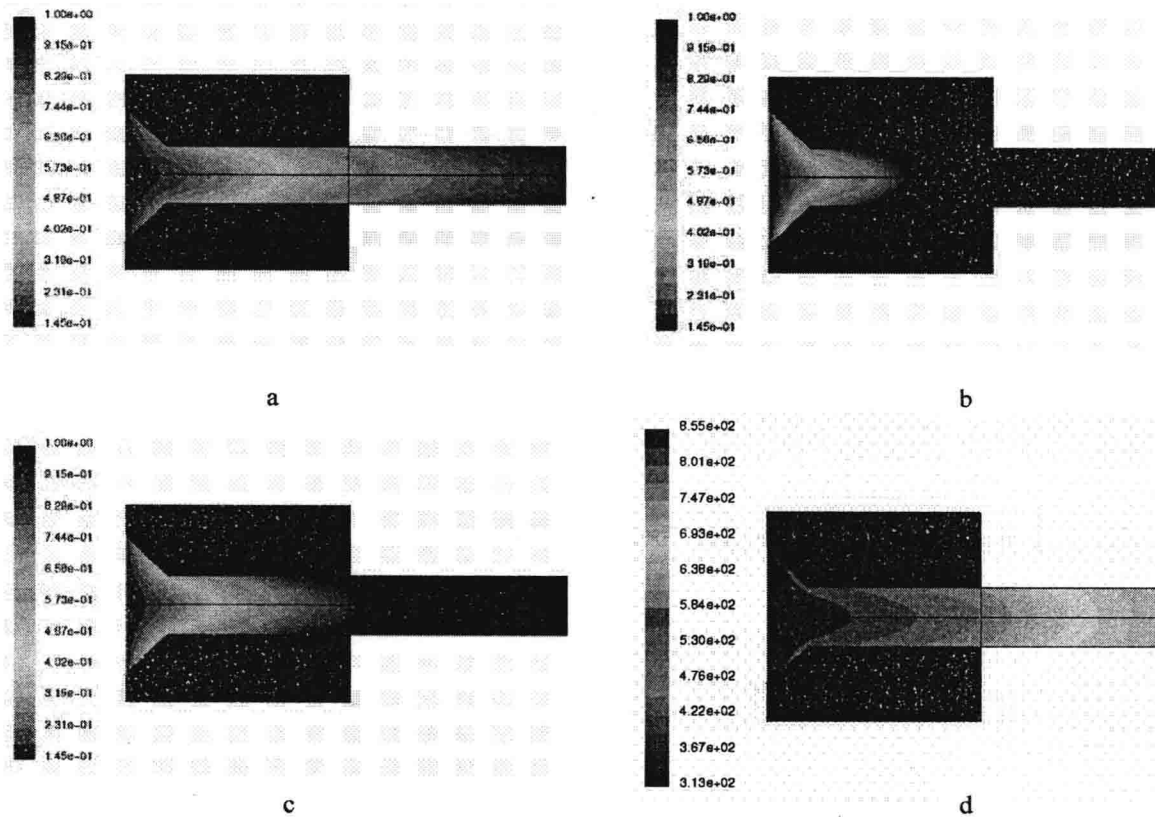 1.00e+00
9.15e-01
8.29e-01
7.44e-01
6.58e-01
5.73e-01
4.87e-01
4.02e-01
3.16e-01
2.31e-01
1.45e-01
a
1.00e+00
9.15e-01
8.29e-01
7.44e-01
6.58e-01
5.73e-01
4.87e-01
4.02e-01
3.16e-01
2.31e-01
1.45e-01
b
1.00e+00
9.15e-01
8.29e-01
7.44e-01
6.58e-01
5.73e-01
4.87e-01
4.02e-01
3.16e-01
2.31e-01
1.45e-01
c
8.55e+02
8.01e+02
7.47e+02
6.93e+02
6.38e+02
5.84e+02
5.30e+02
4.76e+02
4.22e+02
3.67e+02
3.13e+02
d